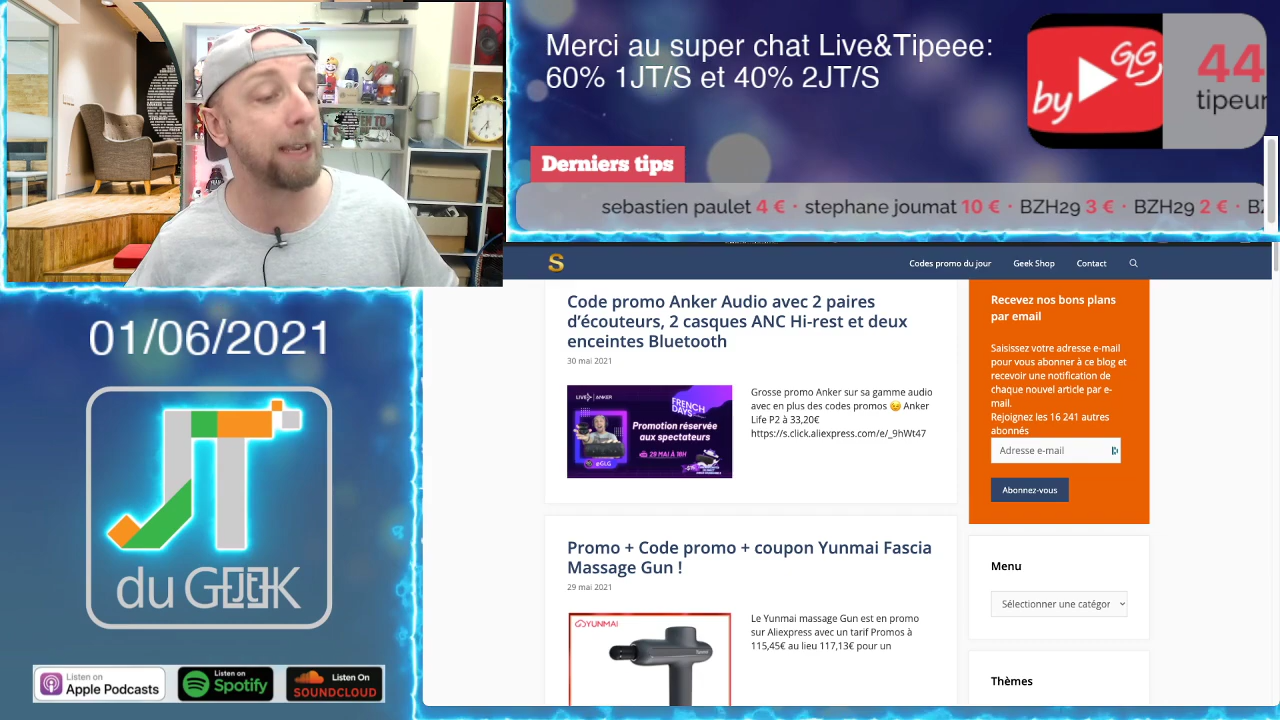 Merci au super chat Live&Tipeee:
60% 1JT/S et 40% 2JT/S
by GLG
44
tipeur
Derniers tips
sebastien paulet 4 € · stephane joumat 10 € · BZH29 3 € · BZH29 2 € · BZ
S
Codes promo du jour
Geek Shop
Contact
Code promo Anker Audio avec 2 paires
d’écouteurs, 2 casques ANC Hi-rest et deux
enceintes Bluetooth
30 mai 2021
LIVE
ANKER
FRENCH
DAYS
Promotion réservée
aux spectateurs
29 MAI à 18H
@GLG
Grosse promo Anker sur sa gamme audio
avec en plus des codes promos 😉 Anker
Life P2 à 33,20€
https://s.click.aliexpress.com/e/_9hWt47
Promo + Code promo + coupon Yunmai Fascia
Massage Gun !
29 mai 2021
YUNMAI
Le Yunmai massage Gun est en promo
sur Aliexpress avec un tarif Promos à
115,45€ au lieu 117,13€ pour un
Recevez nos bons plans
par email
Saisissez votre adresse e-mail
pour vous abonner à ce blog et
recevoir une notification de
chaque nouvel article par e-
mail.
Rejoignez les 16 241 autres
abonnés
Adresse e-mail
Abonnez-vous
Menu
Sélectionner une catégor
Thèmes
01/06/2021
JT
du GEEK
Listen on
Apple Podcasts
Listen on
Spotify
Listen On
SOUNDCLOUD